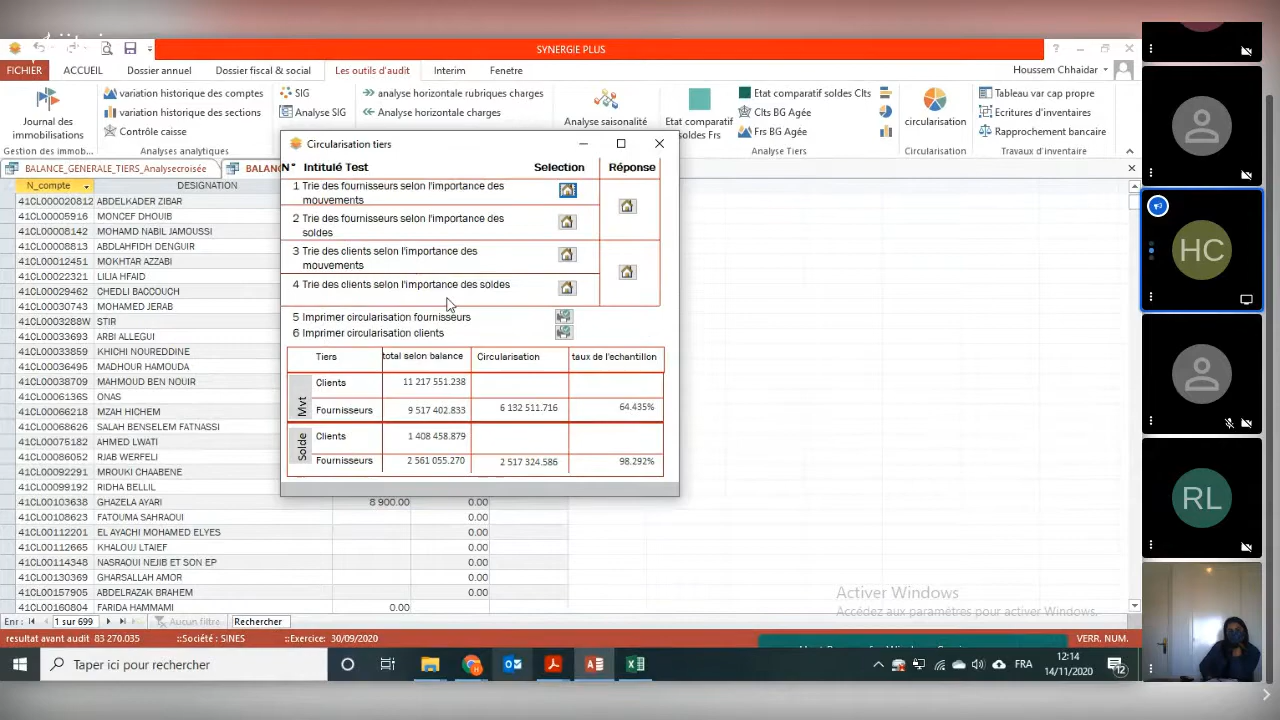 SYNERGIE PLUS
FICHIER ACCUEIL Dossier annuel Dossier fiscal & social Les outils d'audit Interim Fenetre Houssem Chhaidar
Journal des
immobilisations
Gestion des immob...
variation historique des comptes
variation historique des sections
Contrôle caisse
Analyses analytiques
SIG
Analyse SIG
analyse horizontale rubriques charges
Analyse horizontale charges
Analyse saisonalité
Etat comparatif
soldes Frs
Etat comparatif soldes Clts
Clts BG Agée
Frs BG Agée
Analyse Tiers
circularisation
Circularisation
Tableau var cap propre
Ecritures d'inventaire
Rapprochement bancaire
Travaux d'inventaire
BALANCE_GENERALE_TIERS_Analysecroisée
BALAN
N_compte DESIGNATION
41CL000020812 ABDELKADER ZIBAR
41CL00005916 MONCEF DHOUIB
41CL00008142 MOHAMD NABIL JAMOUSSI
41CL00008813 ABDLAHFIDH DENGUIR
41CL00012451 MOKHTAR AZZABI
41CL00022321 LILIA HFAID
41CL00029462 CHEDLI BACCOUCH
41CL00030743 MOHAMED JERAB
41CL0003288W STIR
41CL00033693 ARBI ALLEGUI
41CL00033859 KHICHI NOUREDDINE
41CL00036495 MADHOUR HAMOUDA
41CL00038709 MAHMOUD BEN NOUIR
41CL0004136S ONAS
41CL00066218 MZAH HICHEM
41CL00068626 SALAH BENSELEM FATNASSI
41CL00075182 AHMED LWATI
41CL00086052 RJAB WERFELI
41CL00092291 MROUKI CHAABENE
41CL00099192 RIDHA BELLIL
41CL00103638 GHAZELA AYARI 8 900.00 0.00
41CL00108623 FATOUMA SAHRAOUI 0.00
41CL00112201 EL AYACHI MOHAMED ELYES 0.00
41CL00112665 KHALOUJ LTAIEF 0.00
41CL00114348 NASRAOUI NEJIB ET SON EP 0.00
41CL00130369 GHARSALLAH AMOR 0.00
41CL00157905 ABDELRAZAK BRAHEM 0.00
41CL00160804 FARIDA HAMMAMI 0.00
Circularisation tiers
N° Intitulé Test Selection Réponse
1 Trie des fournisseurs selon l'importance des
mouvements
2 Trie des fournisseurs selon l'importance des
soldes
3 Trie des clients selon l'importance des
mouvements
4 Trie des clients selon l'importance des soldes
5 Imprimer circularisation fournisseurs
6 Imprimer circularisation clients
Tiers total selon balance Circularisation taux de l'echantillon
Mvt
Clients 11 217 551.238
Fournisseurs 9 517 402.833 6 132 511.716 64.435%
Solde
Clients 1 408 458.879
Fournisseurs 2 561 055.270 2 517 324.586 98.292%
HC
RL
Activer Windows
Accédez aux paramètres pour activer Windows.
Enr : 1 sur 699 Aucun filtre Rechercher
resultat avant audit 83 270.035 ::Société : SINES ::Exercice: 30/09/2020 VERR. NUM.
Taper ici pour rechercher
FRA
12:14
14/11/2020
12